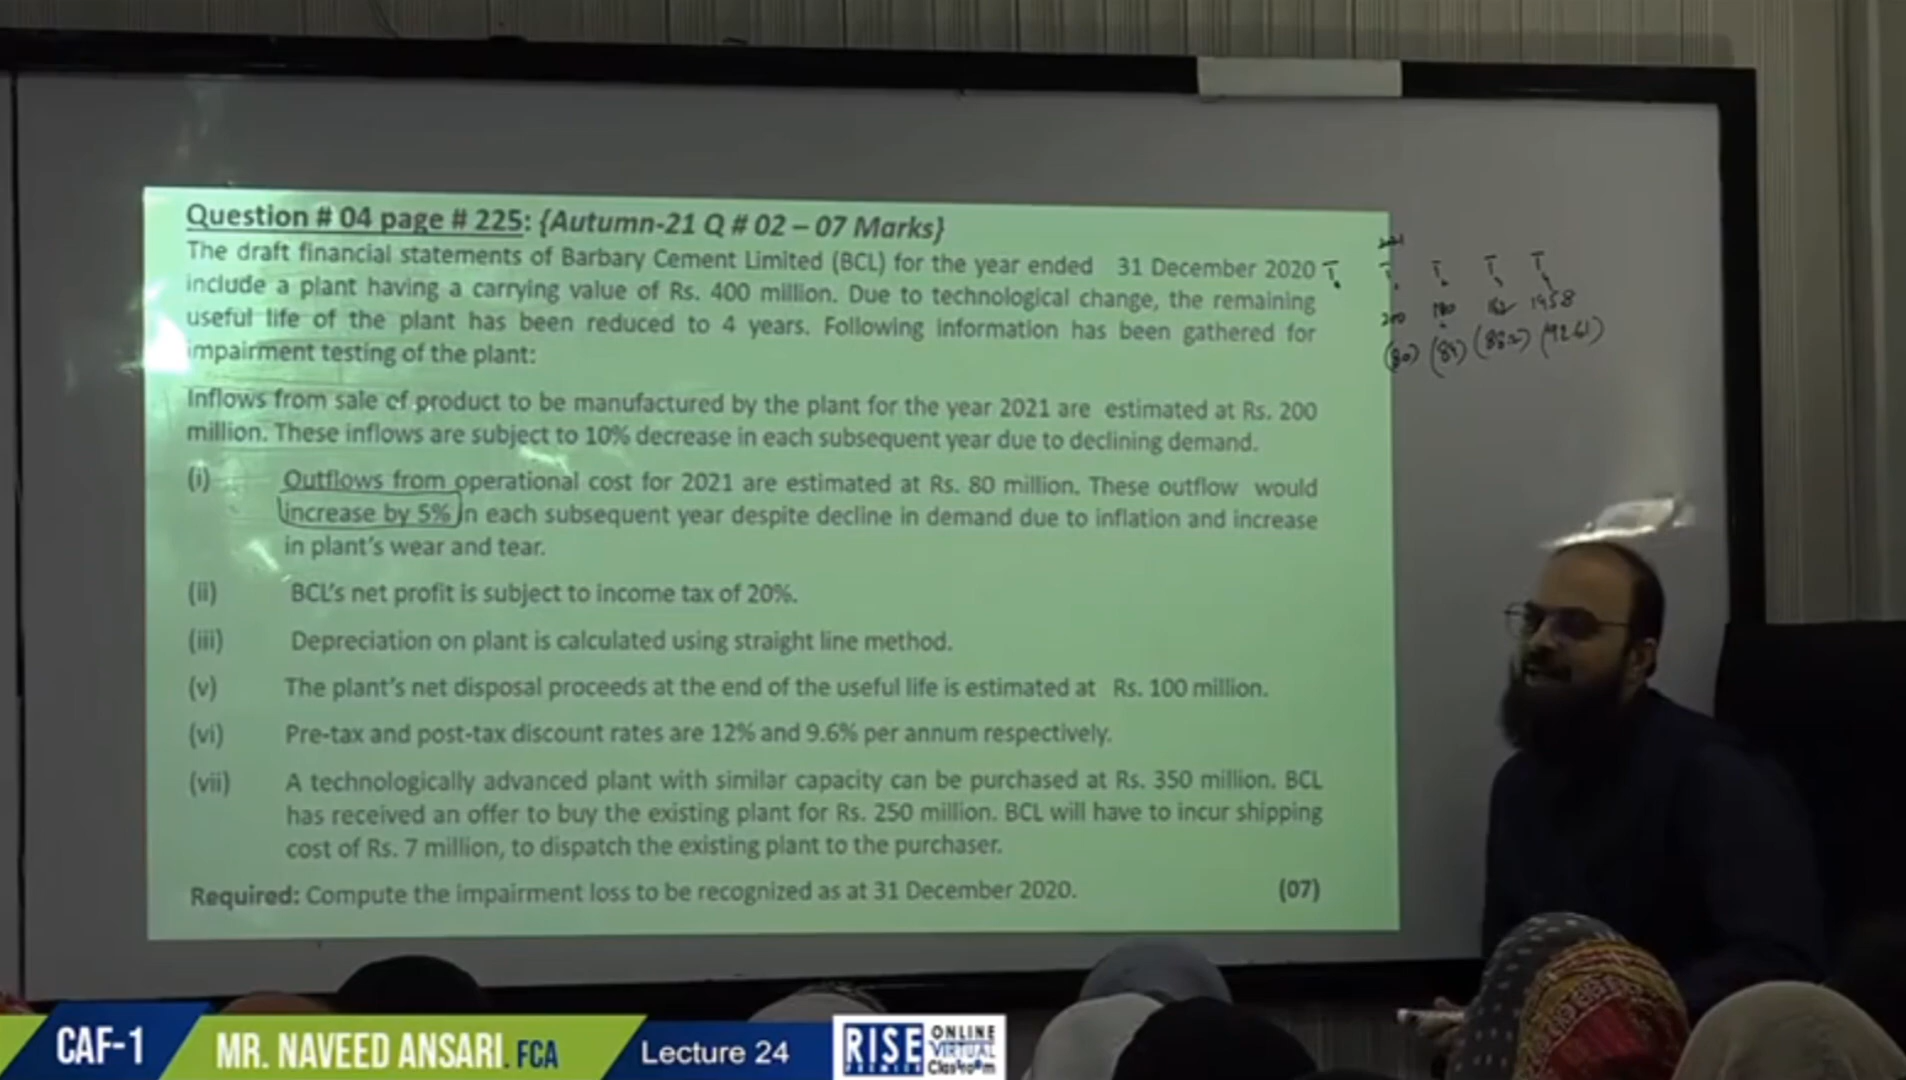 Question # 04 page # 225: {Autumn-21 Q # 02 – 07 Marks}
The draft financial statements of Barbary Cement Limited (BCL) for the year ended 31 December 2020
include a plant having a carrying value of Rs. 400 million. Due to technological change, the remaining
useful life of the plant has been reduced to 4 years. Following information has been gathered for
impairment testing of the plant:
Inflows from sale of product to be manufactured by the plant for the year 2021 are estimated at Rs. 200
million. These inflows are subject to 10% decrease in each subsequent year due to declining demand.
(i) Outflows from operational cost for 2021 are estimated at Rs. 80 million. These outflow would
increase by 5% in each subsequent year despite decline in demand due to inflation and increase
in plant's wear and tear.
(ii) BCL's net profit is subject to income tax of 20%.
(iii) Depreciation on plant is calculated using straight line method.
(v) The plant's net disposal proceeds at the end of the useful life is estimated at Rs. 100 million.
(vi) Pre-tax and post-tax discount rates are 12% and 9.6% per annum respectively.
(vii) A technologically advanced plant with similar capacity can be purchased at Rs. 350 million. BCL
has received an offer to buy the existing plant for Rs. 250 million. BCL will have to incur shipping
cost of Rs. 7 million, to dispatch the existing plant to the purchaser.
Required: Compute the impairment loss to be recognized as at 31 December 2020. (07)
200 180 162
(80) (84) (88.2) (92.61)
CAF-1
MR. NAVEED ANSARI. FCA
Lecture 24
RISE
PREMIER
ONLINE
VIRTUAL
Classroom